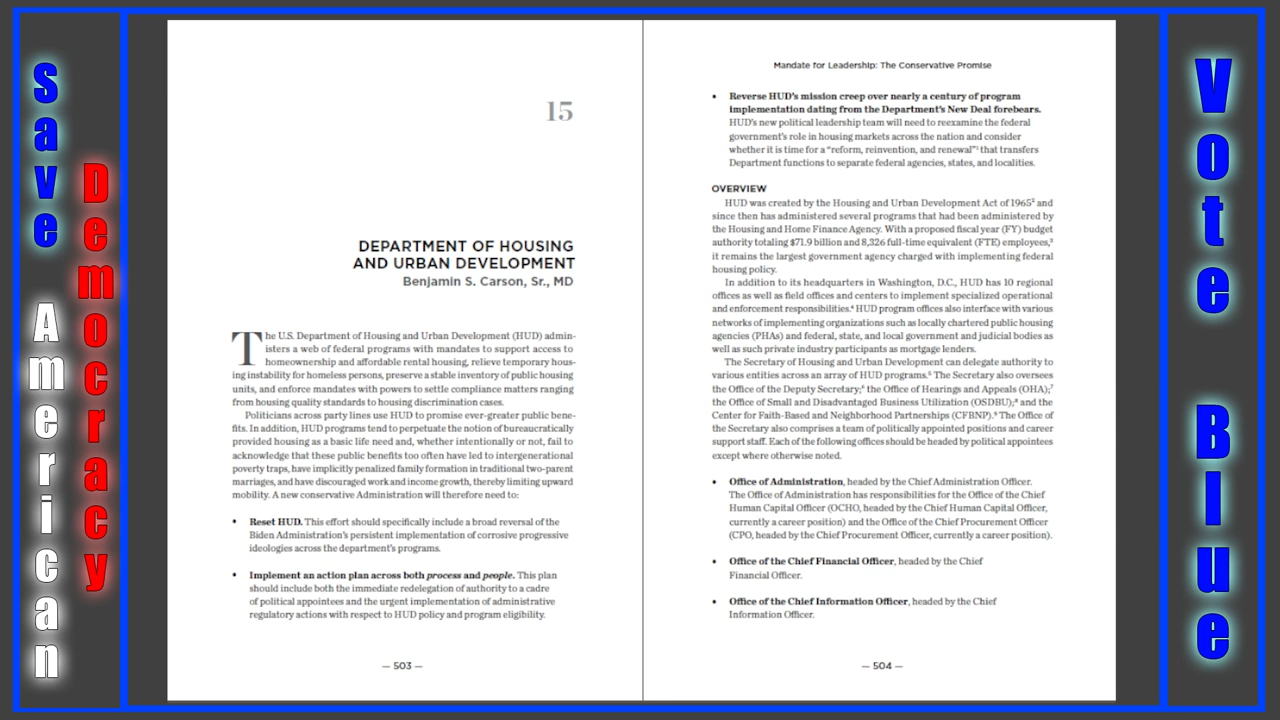 Save American
Democracy
15
DEPARTMENT OF HOUSING
AND URBAN DEVELOPMENT
Benjamin S. Carson, Sr., MD
The U.S. Department of Housing and Urban Development (HUD) admin-
isters a web of federal programs with mandates to support access to
homeownership and affordable rental housing, relieve temporary hous-
ing instability for homeless persons, preserve a stable inventory of public housing
units, and enforce mandates with powers to settle compliance matters ranging
from housing quality standards to housing discrimination cases.
Politicians across party lines use HUD to promise ever-greater public bene-
fits. In addition, HUD programs tend to perpetuate the notion of bureaucratically
provided housing as a basic life need and, whether intentionally or not, fail to
acknowledge that these public benefits too often have led to intergenerational
poverty traps, have implicitly penalized family formation in traditional two-parent
marriages, and have discouraged work and income growth, thereby limiting upward
mobility. A new conservative Administration will therefore need to:
• Reset HUD. This effort should specifically include a broad reversal of the
Biden Administration's persistent implementation of corrosive progressive
ideologies across the department's programs.
• Implement an action plan across both process and people. This plan
should include both the immediate redelegation of authority to a cadre
of political appointees and the urgent implementation of administrative
regulatory actions with respect to HUD policy and program eligibility.
— 503 —
Mandate for Leadership: The Conservative Promise
• Reverse HUD's mission creep over nearly a century of program
implementation dating from the Department's New Deal forebears.
HUD's new political leadership team will need to reexamine the federal
government's role in housing markets across the nation and consider
whether it is time for a "reform, reinvention, and renewal"¹ that transfers
Department functions to separate federal agencies, states, and localities.
OVERVIEW
HUD was created by the Housing and Urban Development Act of 1965² and
since then has administered several programs that had been administered by
the Housing and Home Finance Agency. With a proposed fiscal year (FY) budget
authority totaling $71.9 billion and 8,326 full-time equivalent (FTE) employees,³
it remains the largest government agency charged with implementing federal
housing policy.
In addition to its headquarters in Washington, D.C., HUD has 10 regional
offices as well as field offices and centers to implement specialized operational
and enforcement responsibilities.⁴ HUD program offices also interface with various
networks of implementing organizations such as locally chartered public housing
agencies (PHAs) and federal, state, and local government and judicial bodies as
well as such private industry participants as mortgage lenders.
The Secretary of Housing and Urban Development can delegate authority to
various entities across an array of HUD programs.⁵ The Secretary also oversees
the Office of the Deputy Secretary;⁶ the Office of Hearings and Appeals (OHA);⁷
the Office of Small and Disadvantaged Business Utilization (OSDBU);⁸ and the
Center for Faith-Based and Neighborhood Partnerships (CFBNP).⁹ The Office of
the Secretary also comprises a team of politically appointed positions and career
support staff. Each of the following offices should be headed by political appointees
except where otherwise noted.
• Office of Administration, headed by the Chief Administration Officer.
The Office of Administration has responsibilities for the Office of the Chief
Human Capital Officer (OCHO, headed by the Chief Human Capital Officer,
currently a career position) and the Office of the Chief Procurement Officer
(CPO, headed by the Chief Procurement Officer, currently a career position).
• Office of the Chief Financial Officer, headed by the Chief
Financial Officer.
• Office of the Chief Information Officer, headed by the Chief
Information Officer.
— 504 —
Vote Blue